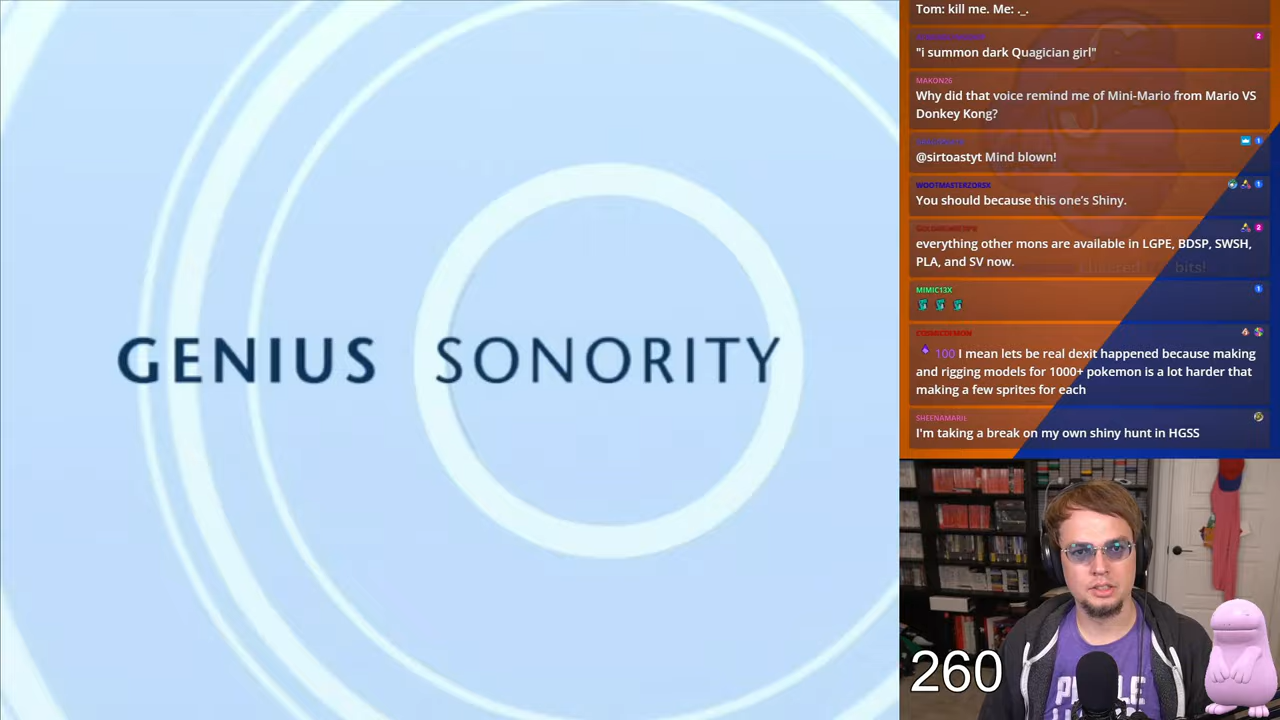 GENIUS SONORITY
Tom: kill me. Me: ._.
"i summon dark Quagician girl"
MAKON26
Why did that voice remind me of Mini-Mario from Mario VS
Donkey Kong?
@sirtoastyt Mind blown!
WOOTMASTERZORSX
You should because this one's Shiny.
everything other mons are available in LGPE, BDSP, SWSH,
PLA, and SV now.
bits!
MIMIC13X
COSMICDEMON
100 I mean lets be real dexit happened because making
and rigging models for 1000+ pokemon is a lot harder that
making a few sprites for each
SHEENAMARIE
I'm taking a break on my own shiny hunt in HGSS
260